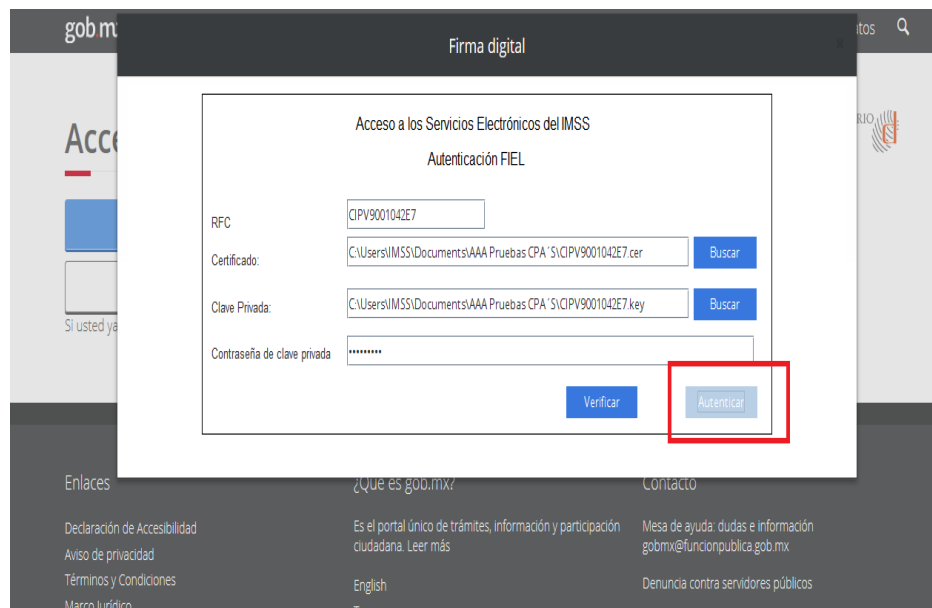 gob.m
Firma digital
tos
Acce
RIO
Acceso a los Servicios Electrónicos del IMSS
Autenticación FIEL
RFC
CIPV9001042E7
Certificado:
C:\Users\IMSS\Documents\AAA Pruebas CPA´S\CIPV9001042E7.cer
Buscar
Clave Privada:
C:\Users\IMSS\Documents\AAA Pruebas CPA´S\CIPV9001042E7.key
Buscar
Si usted ya
Contraseña de clave privada
•••••••••
Verificar
Autenticar
Enlaces
¿Qué es gob.mx?
Contacto
Declaración de Accesibilidad
Aviso de privacidad
Términos y Condiciones
Marco Jurídico
Es el portal único de trámites, información y participación
ciudadana. Leer más
English
Mesa de ayuda: dudas e información
gobmx@funcionpublica.gob.mx
Denuncia contra servidores públicos